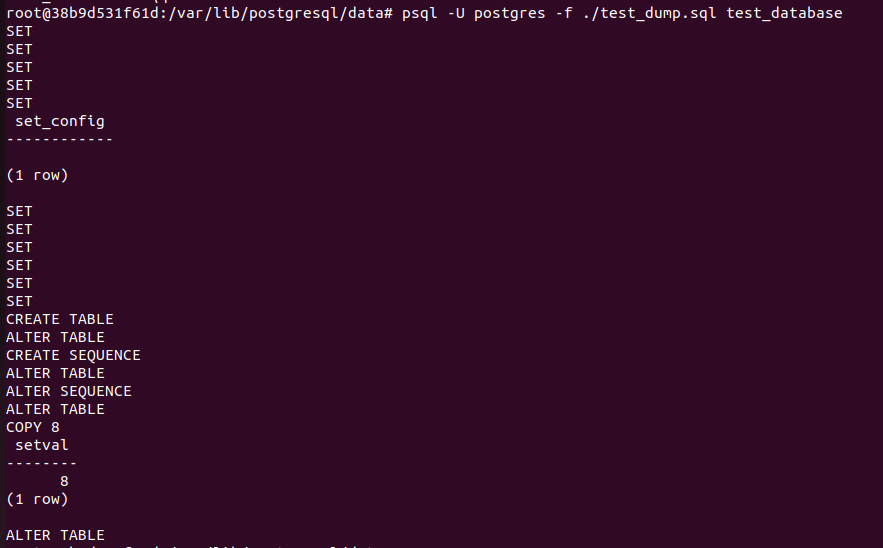 root@38b9d531f61d:/var/lib/postgresql/data# psql -U postgres -f ./test_dump.sql test_database
SET
SET
SET
SET
SET
set_config
------------
(1 row)
SET
SET
SET
SET
SET
SET
CREATE TABLE
ALTER TABLE
CREATE SEQUENCE
ALTER TABLE
ALTER SEQUENCE
ALTER TABLE
COPY 8
setval
--------
8
(1 row)
ALTER TABLE